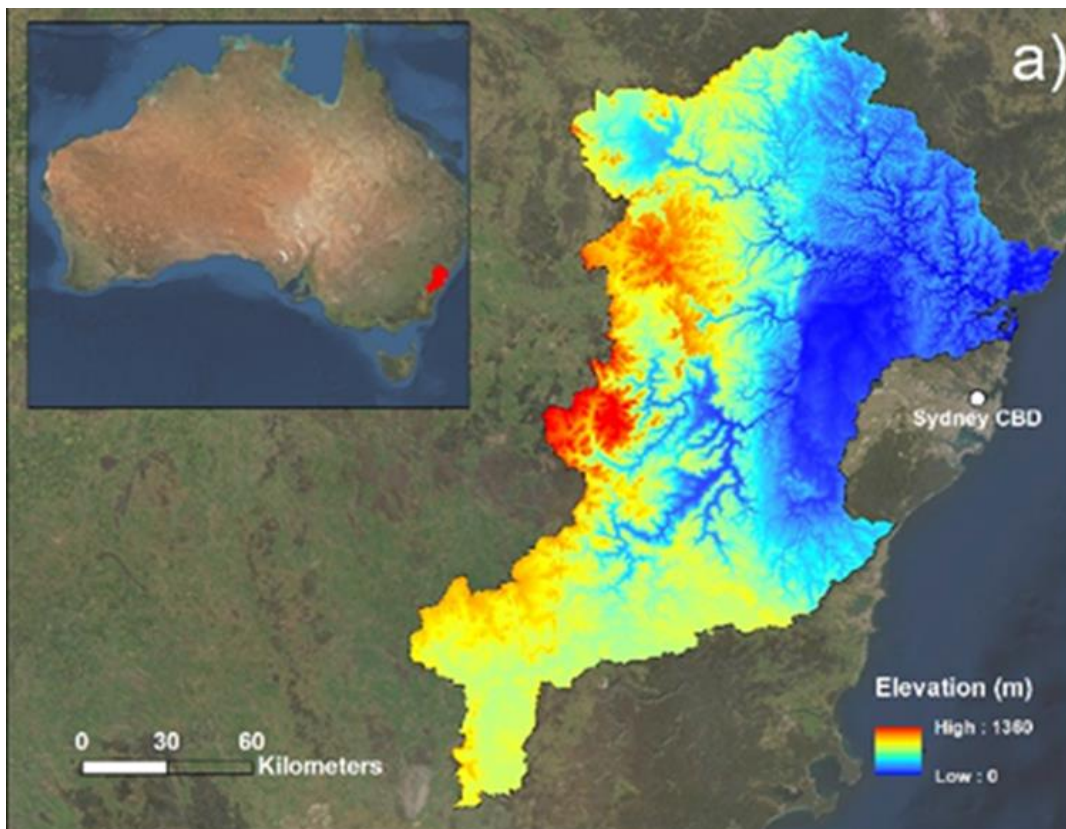 a)
Sydney CBD
Elevation (m)
High : 1360
Low : 0
0 30 60
Kilometers